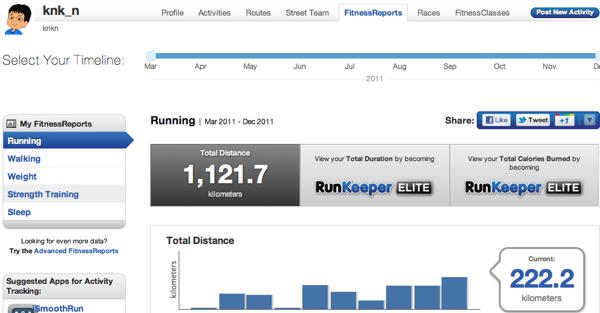 knk_n
knkn
Profile Activities Routes Street Team FitnessReports Races FitnessClasses Post New Activity
Select Your Timeline:
Mar Apr May Jun Jul Aug Sep Oct Nov De
2011
My FitnessReports
Running
Walking
Weight
Strength Training
Sleep
Looking for even more data?
Try the Advanced FitnessReports
Suggested Apps for Activity
Tracking:
SmoothRun
Running | Mar 2011 - Dec 2011
Share: Like Tweet +1
Total Distance
1,121.7
kilometers
View your Total Duration by becoming
RunKeeper ELITE
View your Total Calories Burned by
becoming
RunKeeper ELITE
Total Distance
kilometers
Current:
222.2
kilometers